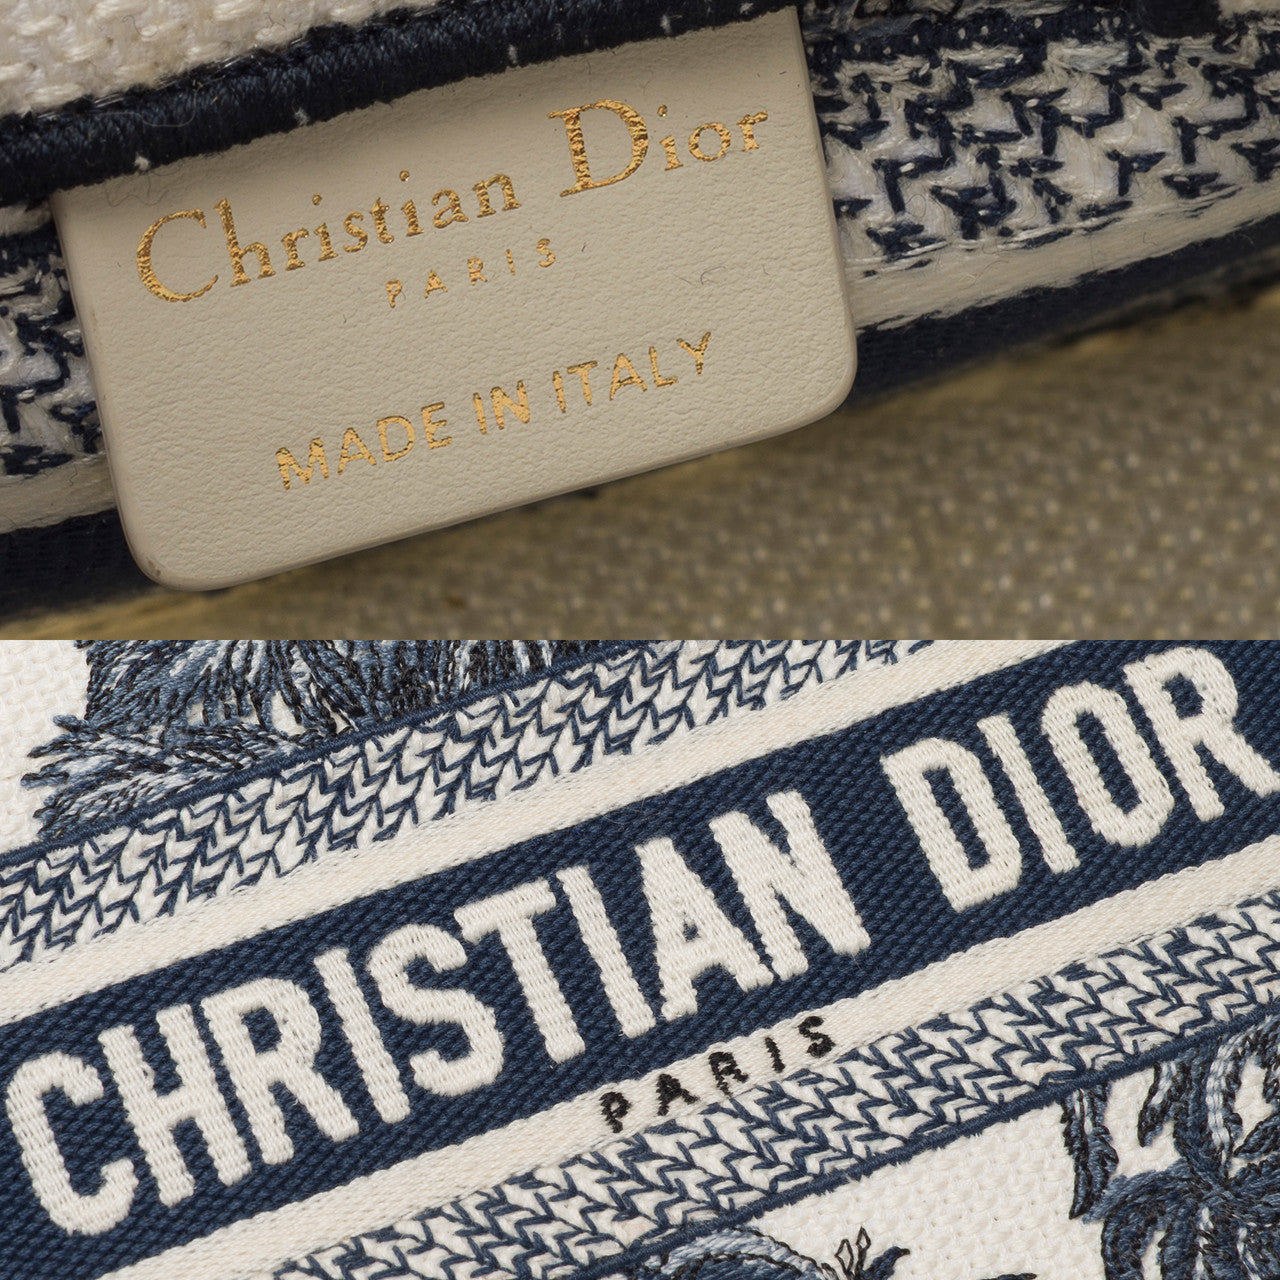 Christian Dior
PARIS
MADE IN ITALY
CHRISTIAN DIOR
PARIS